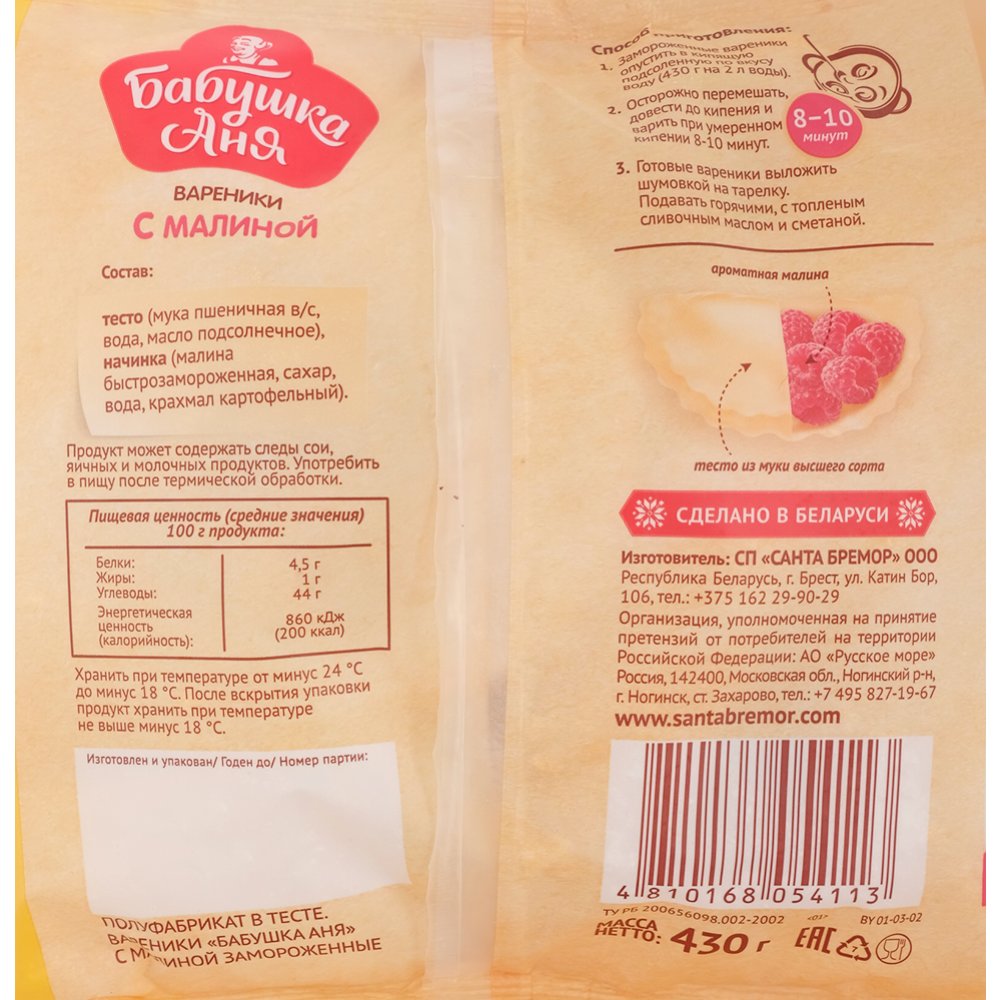 Бабушка
Аня
ВАРЕНИКИ
С МАЛИНОЙ
Состав:
тесто (мука пшеничная в/с,
вода, масло подсолнечное),
начинка (малина
быстрозамороженная, сахар,
вода, крахмал картофельный).
Продукт может содержать следы сои,
яичных и молочных продуктов. Употребить
в пищу после термической обработки.
Пищевая ценность (средние значения)
100 г продукта:
Белки: 4,5 г
Жиры: 1 г
Углеводы: 44 г
Энергетическая
ценность 860 кДж
(калорийность): (200 ккал)
Хранить при температуре от минус 24 °С
до минус 18 °С. После вскрытия упаковки
продукт хранить при температуре
не выше минус 18 °С.
Изготовлен и упакован/ Годен до/ Номер партии:
ПОЛУФАБРИКАТ В ТЕСТЕ.
ВАРЕНИКИ «БАБУШКА АНЯ»
С МАЛИНОЙ ЗАМОРОЖЕННЫЕ
Способ приготовления:
1. Замороженные вареники
опустить в кипящую
подсоленную по вкусу
воду (430 г на 2 л воды).
2. Осторожно перемешать,
довести до кипения и
варить при умеренном
кипении 8-10 минут.
8–10
минут
3. Готовые вареники выложить
шумовкой на тарелку.
Подавать горячими, с топленым
сливочным маслом и сметаной.
ароматная малина
тесто из муки высшего сорта
СДЕЛАНО В БЕЛАРУСИ
Изготовитель: СП «САНТА БРЕМОР» ООО
Республика Беларусь, г. Брест, ул. Катин Бор,
106, тел.: +375 162 29-90-29
Организация, уполномоченная на принятие
претензий от потребителей на территории
Российской Федерации: АО «Русское море»
Россия, 142400, Московская обл., Ногинский р-н,
г. Ногинск, ст. Захарово, тел.: +7 495 827-19-67
www.santabremor.com
4 810168 054113
ТУ РБ 200656098.002-2002
BY 01-03-02
МАССА
НЕТТО: 430 г
EAC
7